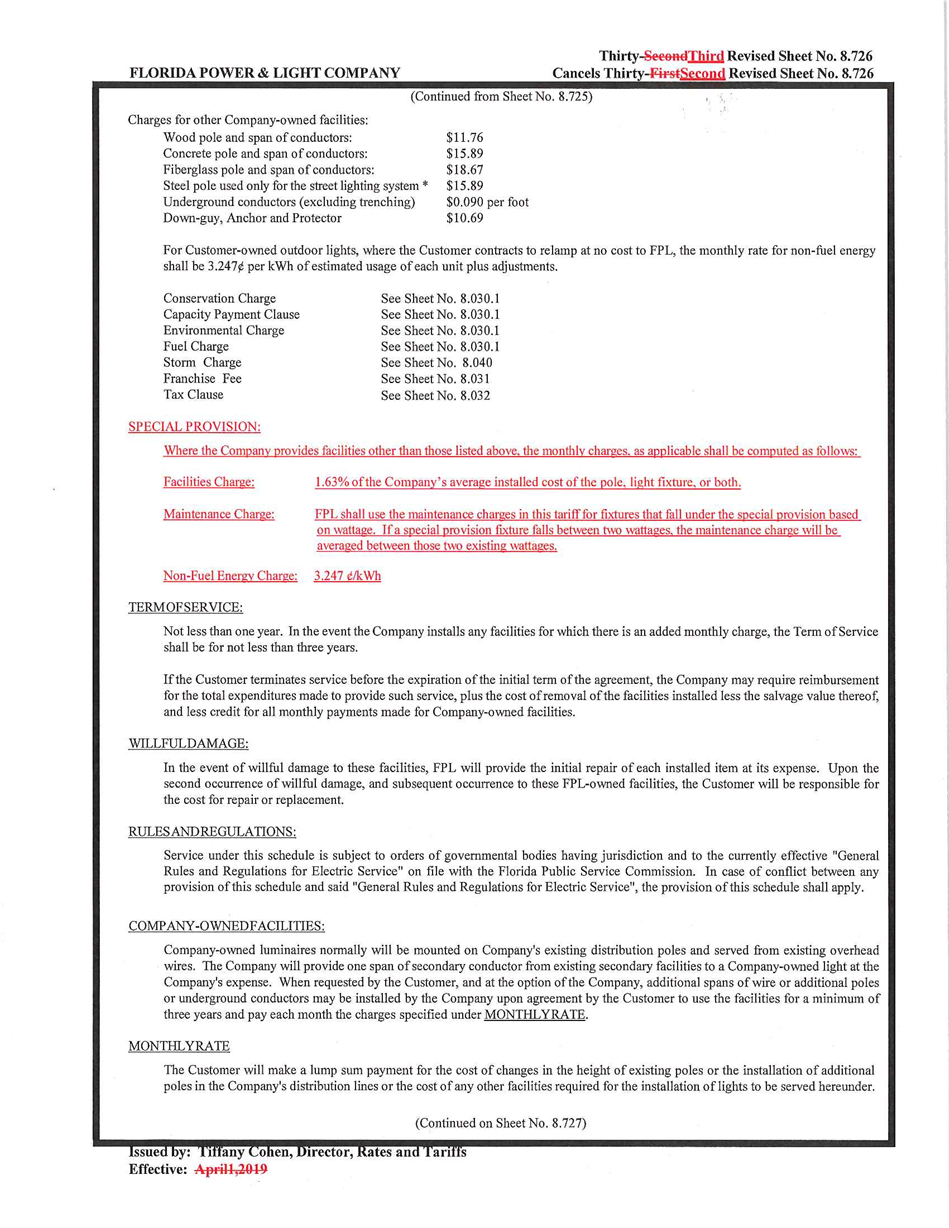 Thirty-SecondThird Revised Sheet No. 8.726
FLORIDA POWER & LIGHT COMPANY Cancels Thirty-FirstSecond Revised Sheet No. 8.726
(Continued from Sheet No. 8.725)
Charges for other Company-owned facilities:
Wood pole and span of conductors: $11.76
Concrete pole and span of conductors: $15.89
Fiberglass pole and span of conductors: $18.67
Steel pole used only for the street lighting system * $15.89
Underground conductors (excluding trenching) $0.090 per foot
Down-guy, Anchor and Protector $10.69
For Customer-owned outdoor lights, where the Customer contracts to relamp at no cost to FPL, the monthly rate for non-fuel energy
shall be 3.247¢ per kWh of estimated usage of each unit plus adjustments.
Conservation Charge See Sheet No. 8.030.1
Capacity Payment Clause See Sheet No. 8.030.1
Environmental Charge See Sheet No. 8.030.1
Fuel Charge See Sheet No. 8.030.1
Storm Charge See Sheet No. 8.040
Franchise Fee See Sheet No. 8.031
Tax Clause See Sheet No. 8.032
SPECIAL PROVISION:
Where the Company provides facilities other than those listed above, the monthly charges, as applicable shall be computed as follows:
Facilities Charge: 1.63% of the Company's average installed cost of the pole, light fixture, or both.
Maintenance Charge: FPL shall use the maintenance charges in this tariff for fixtures that fall under the special provision based
on wattage. If a special provision fixture falls between two wattages, the maintenance charge will be
averaged between those two existing wattages.
Non-Fuel Energy Charge: 3.247 ¢/kWh
TERM OF SERVICE:
Not less than one year. In the event the Company installs any facilities for which there is an added monthly charge, the Term of Service
shall be for not less than three years.
If the Customer terminates service before the expiration of the initial term of the agreement, the Company may require reimbursement
for the total expenditures made to provide such service, plus the cost of removal of the facilities installed less the salvage value thereof,
and less credit for all monthly payments made for Company-owned facilities.
WILLFUL DAMAGE:
In the event of willful damage to these facilities, FPL will provide the initial repair of each installed item at its expense. Upon the
second occurrence of willful damage, and subsequent occurrence to these FPL-owned facilities, the Customer will be responsible for
the cost for repair or replacement.
RULES AND REGULATIONS:
Service under this schedule is subject to orders of governmental bodies having jurisdiction and to the currently effective "General
Rules and Regulations for Electric Service" on file with the Florida Public Service Commission. In case of conflict between any
provision of this schedule and said "General Rules and Regulations for Electric Service", the provision of this schedule shall apply.
COMPANY-OWNED FACILITIES:
Company-owned luminaires normally will be mounted on Company's existing distribution poles and served from existing overhead
wires. The Company will provide one span of secondary conductor from existing secondary facilities to a Company-owned light at the
Company's expense. When requested by the Customer, and at the option of the Company, additional spans of wire or additional poles
or underground conductors may be installed by the Company upon agreement by the Customer to use the facilities for a minimum of
three years and pay each month the charges specified under MONTHLY RATE.
MONTHLY RATE
The Customer will make a lump sum payment for the cost of changes in the height of existing poles or the installation of additional
poles in the Company's distribution lines or the cost of any other facilities required for the installation of lights to be served hereunder.
(Continued on Sheet No. 8.727)
Issued by: Tiffany Cohen, Director, Rates and Tariffs
Effective: April 1, 2019